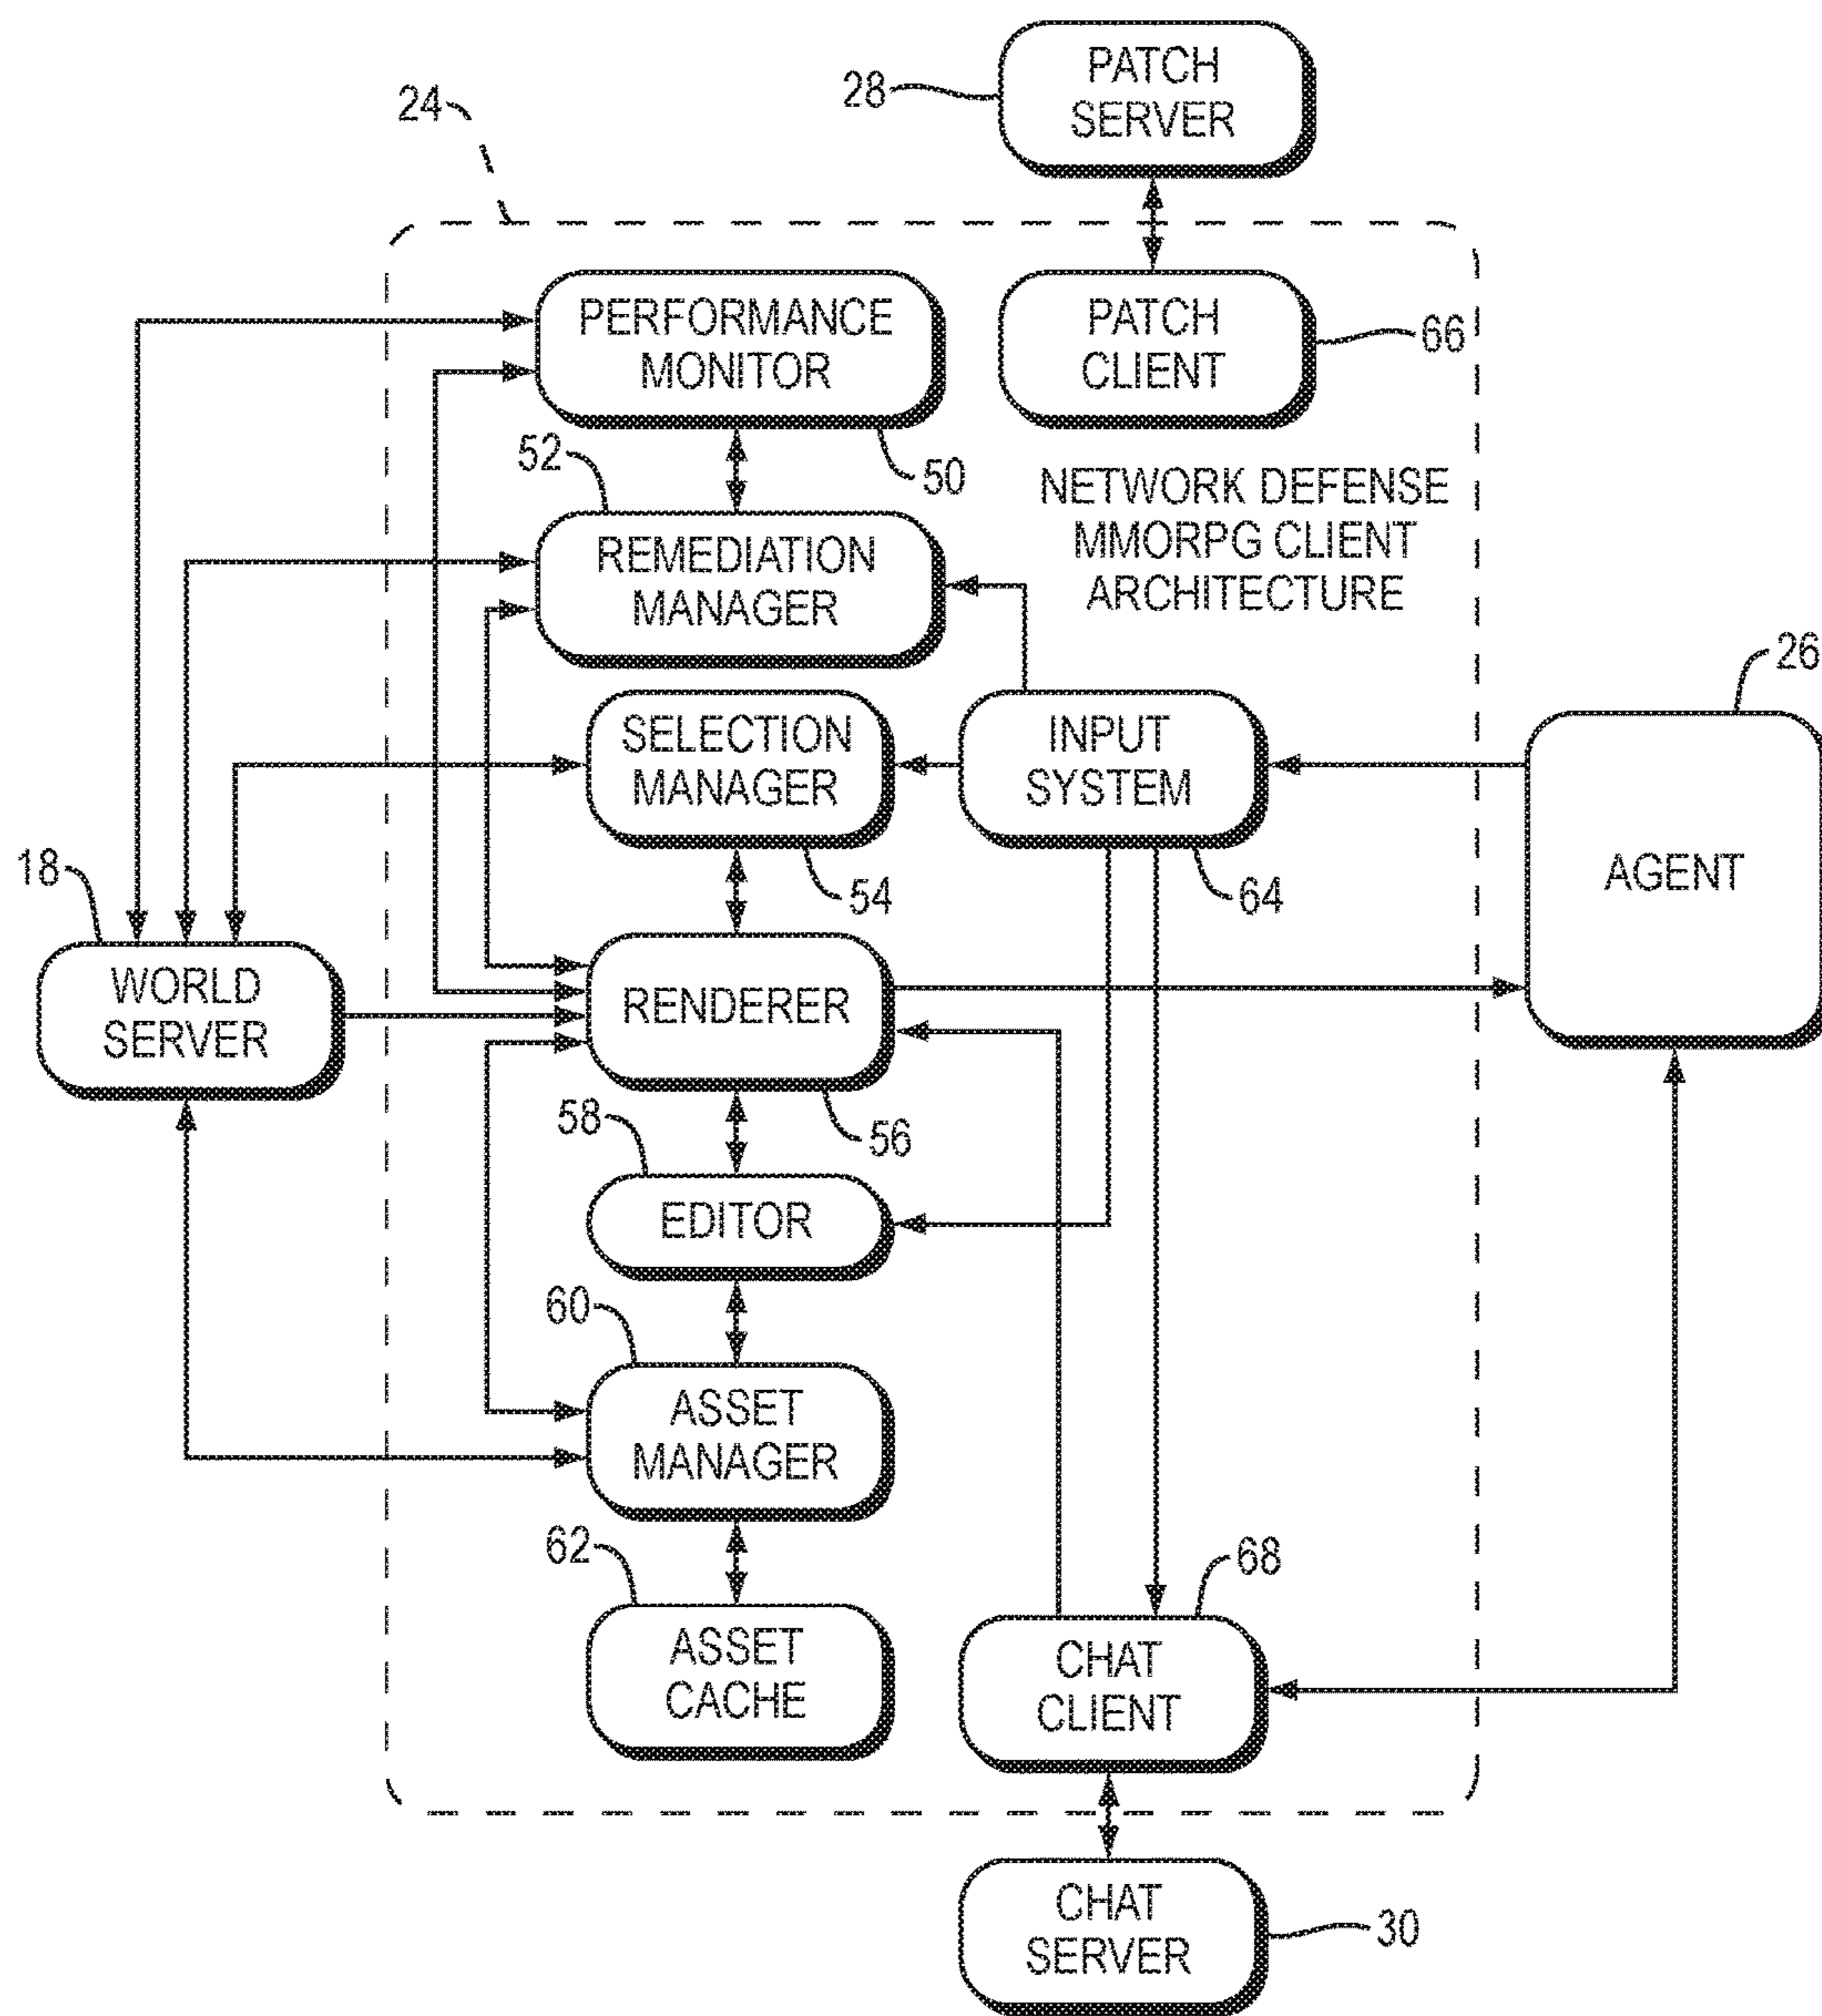 28
PATCH
SERVER
24
PERFORMANCE
MONITOR
50
PATCH
CLIENT
66
NETWORK DEFENSE
MMORPG CLIENT
ARCHITECTURE
52
REMEDIATION
MANAGER
SELECTION
MANAGER
54
INPUT
SYSTEM
64
26
AGENT
18
WORLD
SERVER
RENDERER
56
58
EDITOR
60
ASSET
MANAGER
62
ASSET
CACHE
68
CHAT
CLIENT
CHAT
SERVER
30